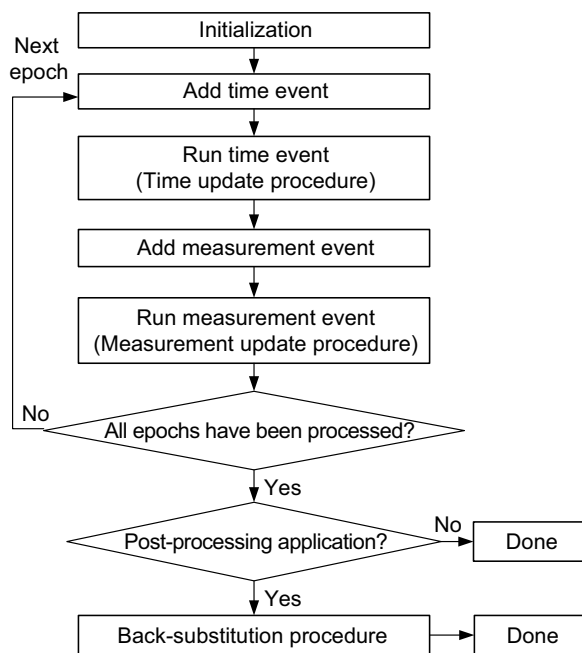 Initialization
Next
epoch
Add time event
Run time event
(Time update procedure)
Add measurement event
Run measurement event
(Measurement update procedure)
No
All epochs have been processed?
Yes
Post-processing application?
No
Done
Yes
Back-substitution procedure
Done